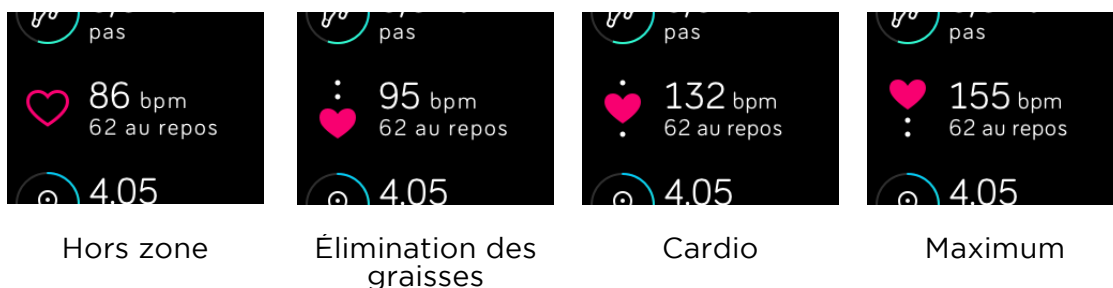 pas
86 bpm
62 au repos
4,05
Hors zone
pas
95 bpm
62 au repos
4,05
Élimination des
graisses
pas
132 bpm
62 au repos
4,05
Cardio
pas
155 bpm
62 au repos
4,05
Maximum